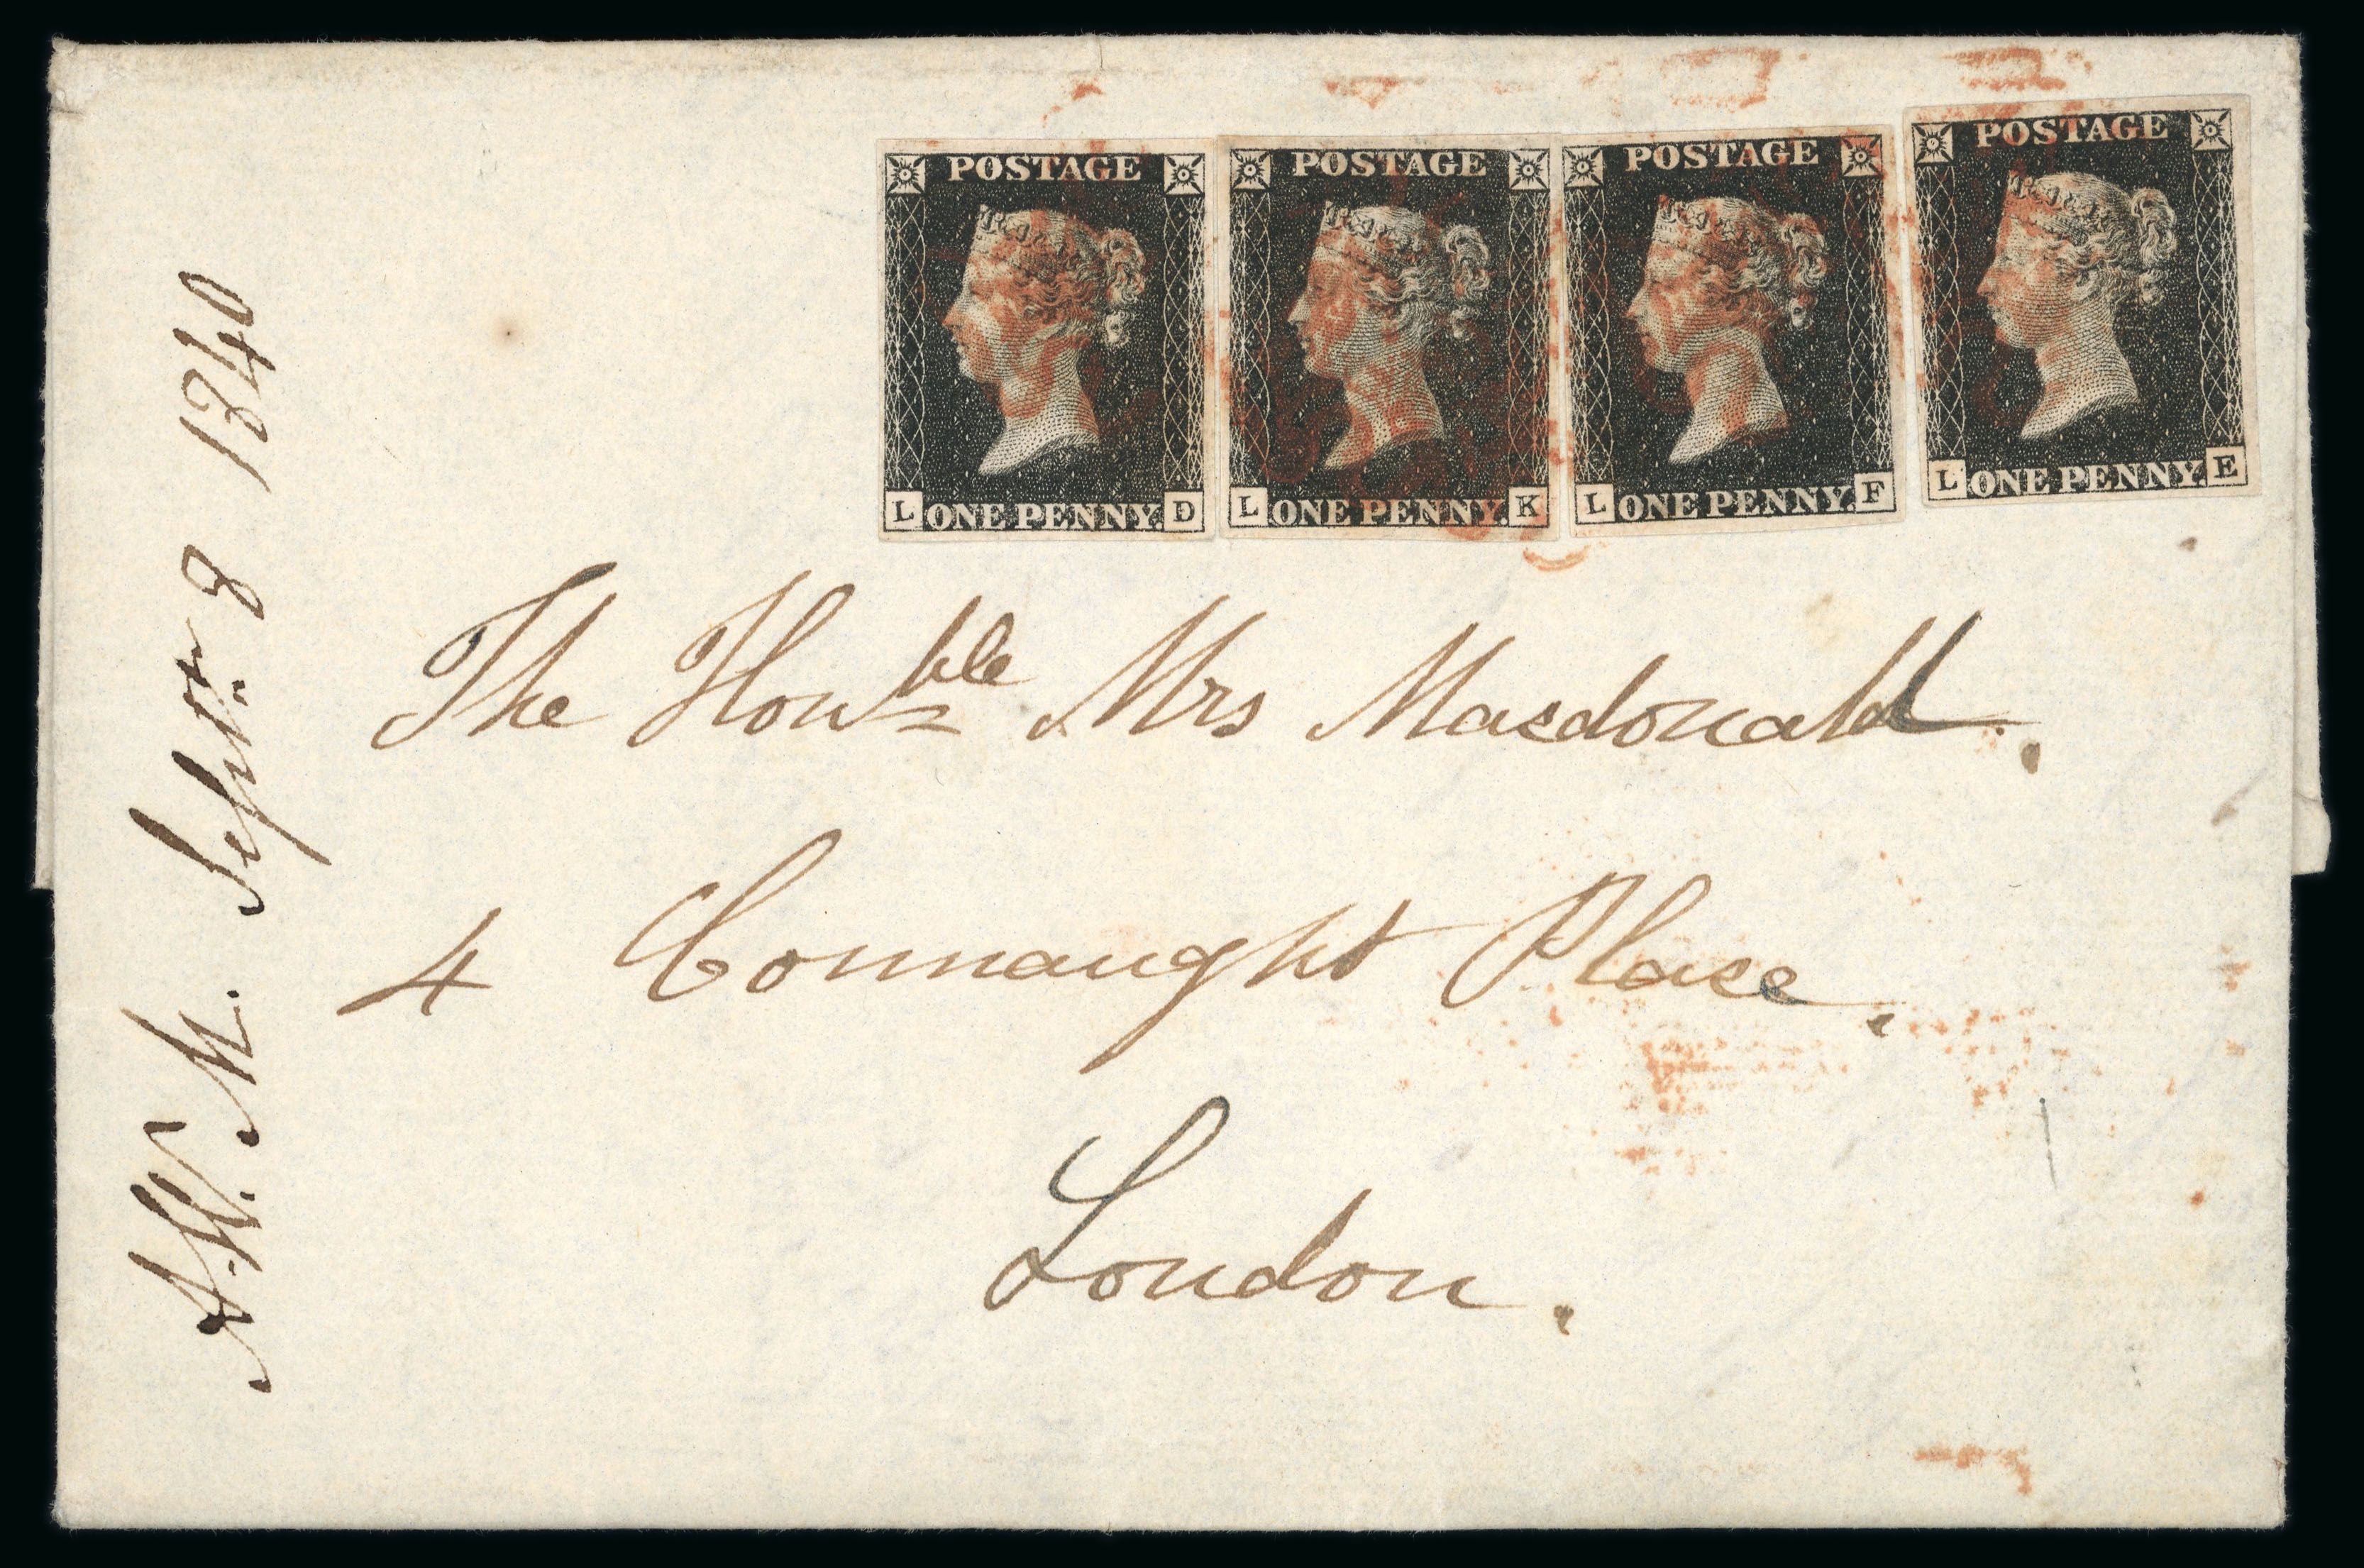 POSTAGE
L ONE PENNY. D
POSTAGE
L ONE PENNY. K
POSTAGE
L ONE PENNY. F
POSTAGE
L ONE PENNY. E
The Honble Mrs Macdonald.
4 Connaught Place.
London.
A.W. M. Septr. 8 1840